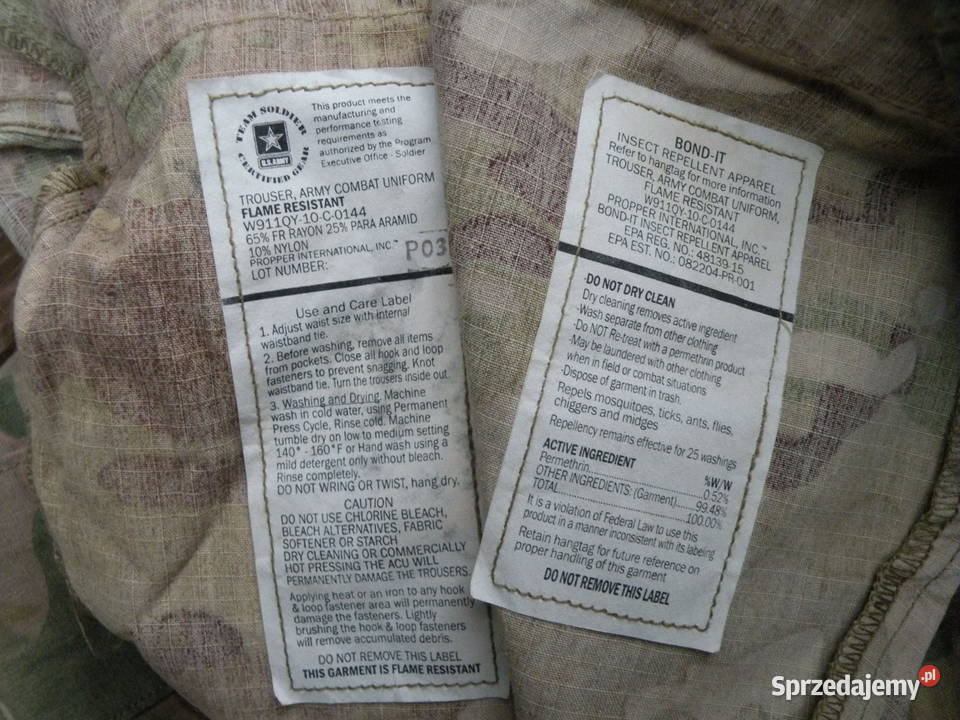 TEAM SOLDIER
U.S. ARMY
CERTIFIED GEAR
This product meets the
manufacturing and
performance testing
requirements as
authorized by the Program
Executive Office - Soldier
TROUSER, ARMY COMBAT UNIFORM
FLAME RESISTANT
W911QY-10-C-0144
65% FR RAYON 25% PARA ARAMID
10% NYLON
PROPPER INTERNATIONAL, INC.™
LOT NUMBER: P03
Use and Care Label
1. Adjust waist size with internal
waistband tie.
2. Before washing, remove all items
from pockets. Close all hook and loop
fasteners to prevent snagging. Knot
waistband tie. Turn the trousers inside out.
3. Washing and Drying. Machine
wash in cold water, using Permanent
Press Cycle, Rinse cold. Machine
tumble dry on low to medium setting
140° - 160°F or Hand wash using a
mild detergent only without bleach.
Rinse completely.
DO NOT WRING OR TWIST, hang dry.
CAUTION
DO NOT USE CHLORINE BLEACH,
BLEACH ALTERNATIVES, FABRIC
SOFTENER OR STARCH
DRY CLEANING OR COMMERCIALLY
HOT PRESSING THE ACU WILL
PERMANENTLY DAMAGE THE TROUSERS.
Applying heat or an iron to any hook
& loop fastener area will permanently
damage the fasteners. Lightly
brushing the hook & loop fasteners
will remove accumulated debris.
DO NOT REMOVE THIS LABEL
THIS GARMENT IS FLAME RESISTANT
BOND-IT
INSECT REPELLENT APPAREL
Refer to hangtag for more information
TROUSER, ARMY COMBAT UNIFORM,
FLAME RESISTANT
W911QY-10-C-0144
PROPPER INTERNATIONAL, INC.™
BOND-IT INSECT REPELLENT APPAREL
EPA REG. NO.: 48139-15
EPA EST. NO.: 082204-PR-001
·DO NOT DRY CLEAN
Dry cleaning removes active ingredient
·Wash separate from other clothing
·Do NOT Re-treat with a permethrin product
·May be laundered with other clothing
when in field or combat situations
·Dispose of garment in trash.
Repels mosquitoes, ticks, ants, flies,
chiggers and midges
Repellency remains effective for 25 washings
ACTIVE INGREDIENT %W/W
Permethrin..........0.52%
OTHER INGREDIENTS: (Garment)......99.48%
TOTAL..........100.00%
It is a violation of Federal Law to use this
product in a manner inconsistent with its labeling
Retain hangtag for future reference on
proper handling of this garment
DO NOT REMOVE THIS LABEL
Sprzedajemy.pl